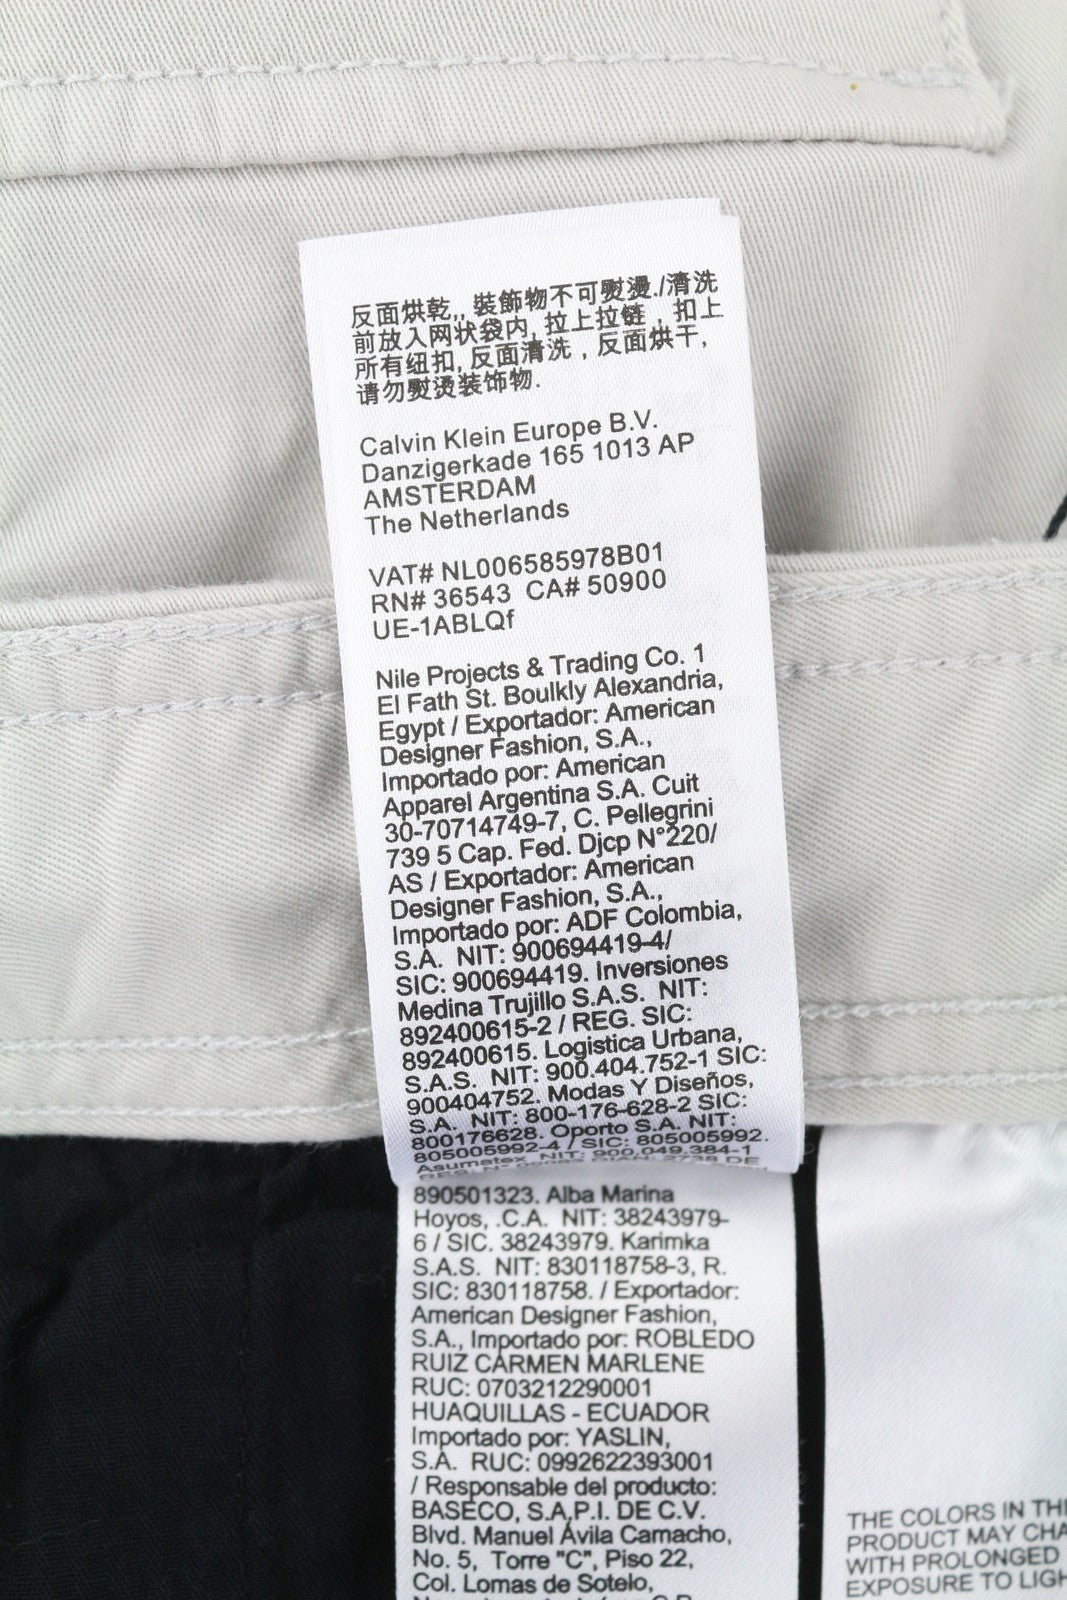 反面烘乾,, 裝飾物不可熨燙./清洗
前放入网状袋内, 拉上拉链，扣上
所有纽扣, 反面清洗，反面烘干,
请勿熨烫装饰物.
Calvin Klein Europe B.V.
Danzigerkade 165 1013 AP
AMSTERDAM
The Netherlands
VAT# NL006585978B01
RN# 36543 CA# 50900
UE-1ABLQf
Nile Projects & Trading Co. 1
El Fath St. Boulkly Alexandria,
Egypt / Exportador: American
Designer Fashion, S.A.,
Importado por: American
Apparel Argentina S.A. Cuit
30-70714749-7, C. Pellegrini
739 5 Cap. Fed. Djcp N°220/
AS / Exportador: American
Designer Fashion, S.A.,
Importado por: ADF Colombia,
S.A. NIT: 900694419-4/
SIC: 900694419. Inversiones
Medina Trujillo S.A.S. NIT:
892400615-2 / REG. SIC:
892400615. Logistica Urbana,
S.A.S. NIT: 900.404.752-1 SIC:
900404752. Modas Y Diseños,
S.A. NIT: 800-176-628-2 SIC:
800176628. Oporto S.A. NIT:
805005992-4 / SIC: 805005992.
Asumatex NIT: 900.049.384-1
890501323. Alba Marina
Hoyos, .C.A. NIT: 38243979-
6 / SIC. 38243979. Karimka
S.A.S. NIT: 830118758-3, R.
SIC: 830118758. / Exportador:
American Designer Fashion,
S.A., Importado por: ROBLEDO
RUIZ CARMEN MARLENE
RUC: 0703212290001
HUAQUILLAS - ECUADOR
Importado por: YASLIN,
S.A. RUC: 0992622393001
/ Responsable del producto:
BASECO, S.A.P.I. DE C.V.
Blvd. Manuel Ávila Camacho,
No. 5, Torre "C", Piso 22,
Col. Lomas de Sotelo,
THE COLORS IN THI
PRODUCT MAY CHA
WITH PROLONGED
EXPOSURE TO LIGH